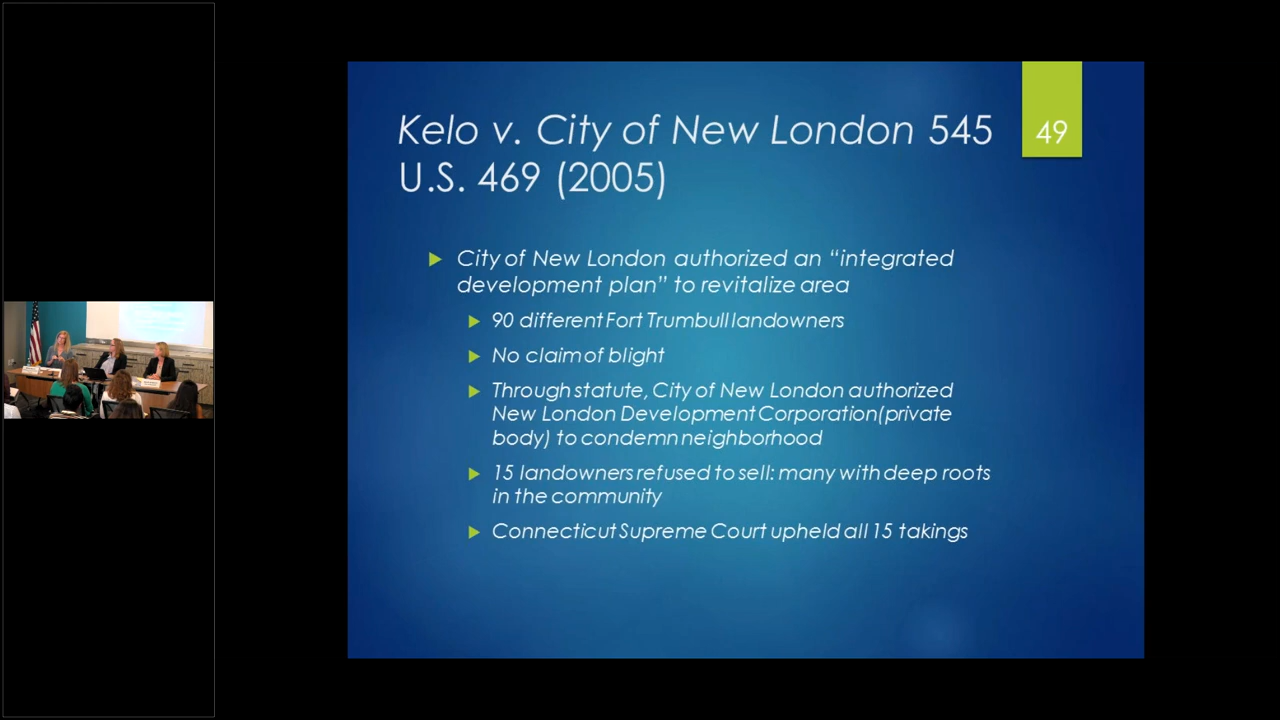 Kelo v. City of New London 545
U.S. 469 (2005)
49
City of New London authorized an “integrated
development plan” to revitalize area
90 different Fort Trumbull landowners
No claim of blight
Through statute, City of New London authorized
New London Development Corporation(private
body) to condemn neighborhood
15 landowners refused to sell: many with deep roots
in the community
Connecticut Supreme Court upheld all 15 takings